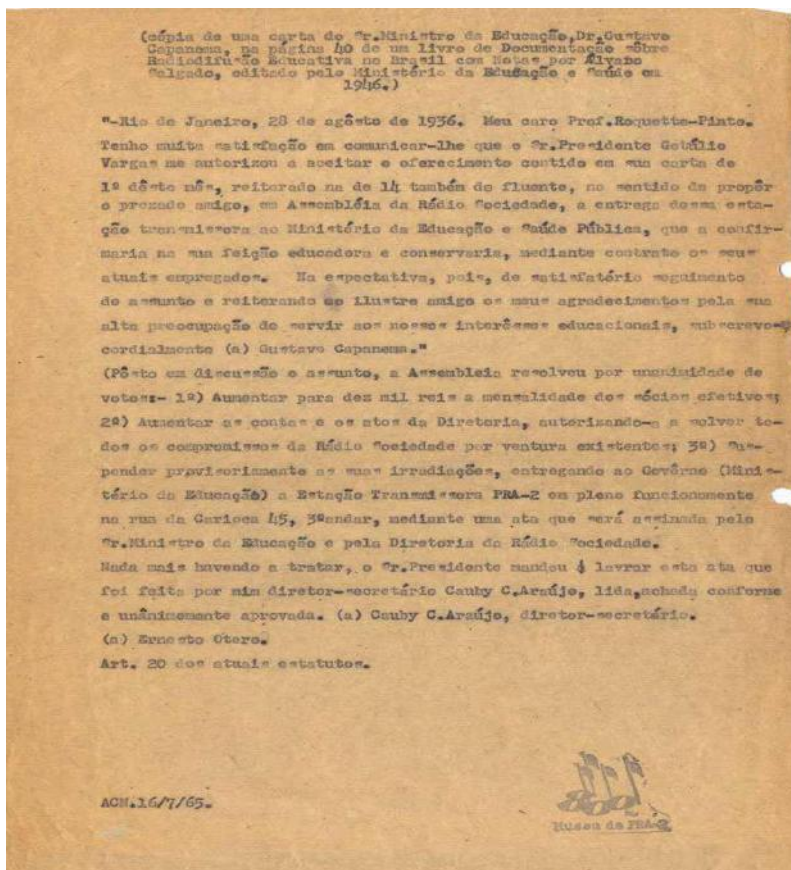 (cópia de uma carta do Sr.Ministro da Educação,Dr.Gustavo
Capanema, na página 40 de um livro de Documentação sôbre
Radiodifusão Educativa no Brasil com Notas por Álvaro
Salgado, editado pelo Ministério da Educação e Saúde em
1946.)
"-Rio de Janeiro, 28 de agôsto de 1936. Meu caro Prof.Roquette-Pinto.
Tenho muita satisfação em comunicar-lhe que o Sr.Presidente Getúlio
Vargas me autorizou a aceitar o oferecimento contido em sua carta de
1º dêste mês, reiterado na de 14 também do fluente, no sentido de propôr
o prezado amigo, em Assembléia da Rádio Sociedade, a entrega dessa esta-
ção transmissora ao Ministério da Educação e Saúde Pública, que a confir-
maria na sua feição educadora e conservaria, mediante contrato os seus
atuais empregados. Na espectativa, pois, de satisfatório seguimento
do assunto e reiterando ao ilustre amigo os meus agradecimentos pela sua
alta preocupação de servir aos nossos interêsses educacionais, subscrevo-
cordialmente (a) Gustavo Capanema."
(Pôsto em discussão o assunto, a Assembleia resolveu por unanimidade de
votos:- 1º) Aumentar para dez mil reis a mensalidade dos sócios efetivos;
2º) Aumentar as contas e os atos da Diretoria, autorizando-a a solver to-
dos os compromissos da Rádio Sociedade por ventura existentes; 3º) Sus-
pender provisoriamente as suas irradiações, entregando ao Govêrno (Minis-
tério da Educação) a Estação Transmissora PRA-2 em pleno funcionamento
na rua da Carioca 45, 3ºandar, mediante uma ata que será assinada pelo
Sr.Ministro da Educação e pela Diretoria da Rádio Sociedade.
Nada mais havendo a tratar, o Sr.Presidente mandou lavrar esta ata que
foi feita por mim diretor-secretário Cauby C.Araújo, lida,achada conforme
e unânimemente aprovada. (a) Cauby C.Araújo, diretor-secretário.
(a) Ernesto Otero.
Art. 20 dos atuais estatutos.
ACM.16/7/65.
Museu da PRA-2